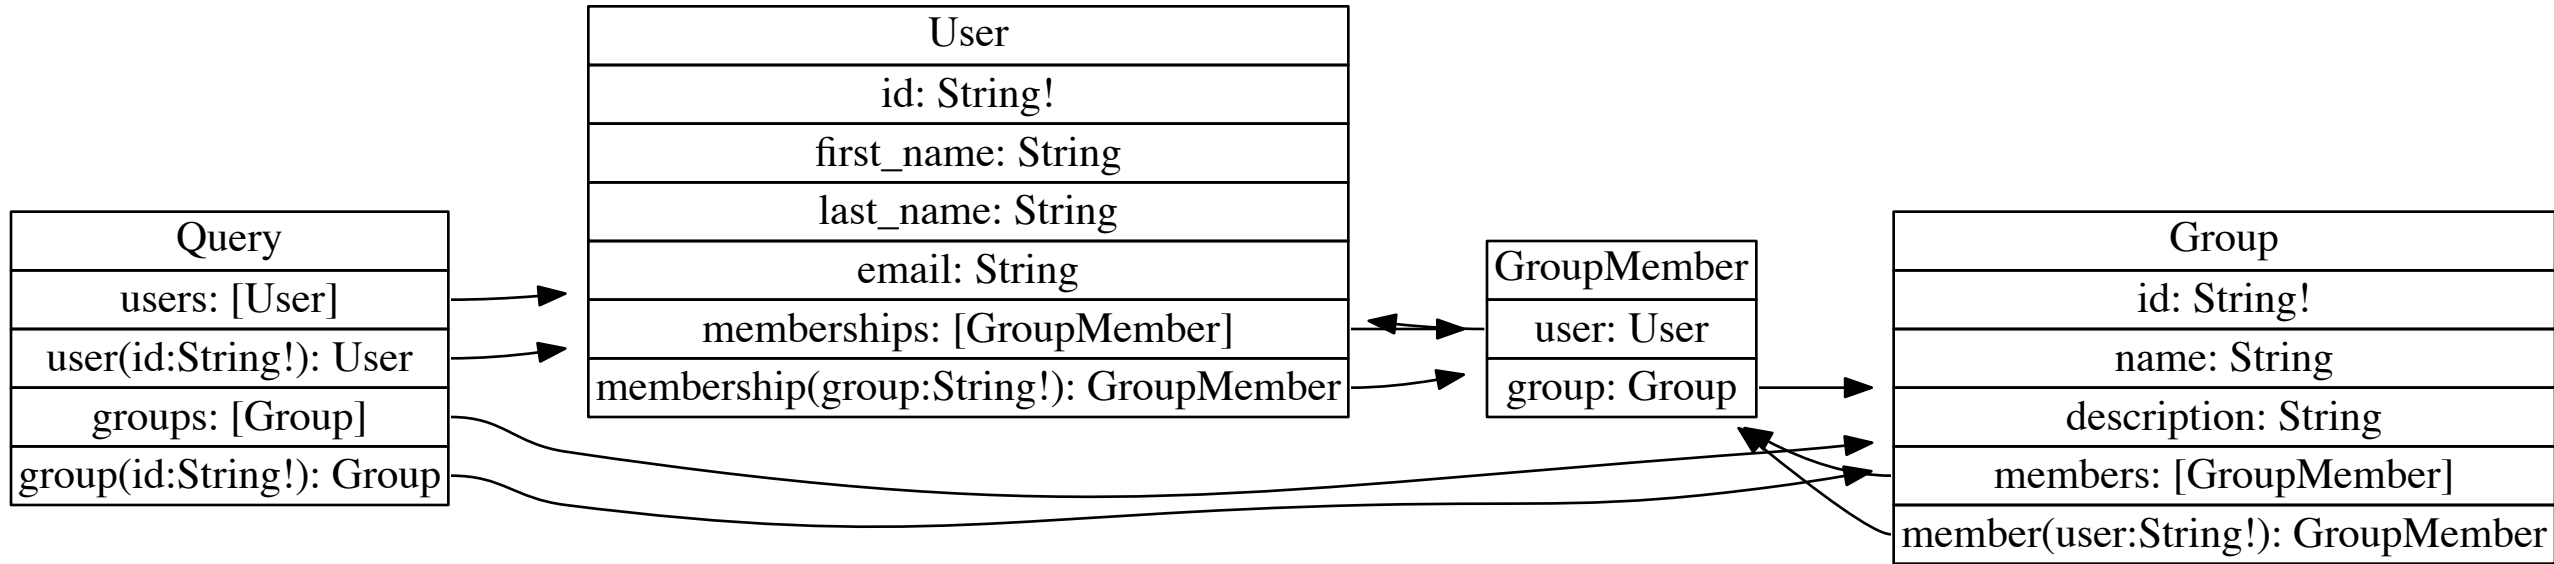 Query
users: [User]
user(id:String!): User
groups: [Group]
group(id:String!): Group
User
id: String!
first_name: String
last_name: String
email: String
memberships: [GroupMember]
membership(group:String!): GroupMember
GroupMember
user: User
group: Group
Group
id: String!
name: String
description: String
members: [GroupMember]
member(user:String!): GroupMember